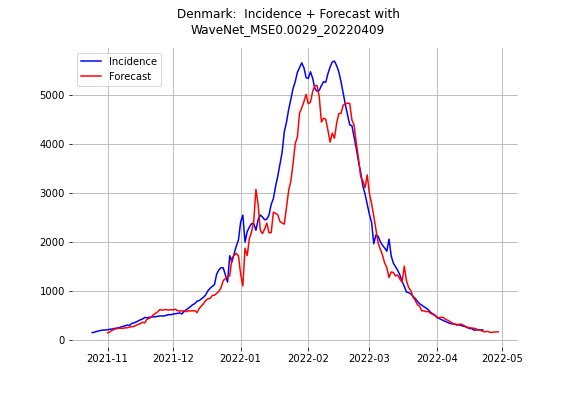 Denmark:  Incidence + Forecast with
WaveNet_MSE0.0029_20220409
Incidence
Forecast
5000
4000
3000
2000
1000
0
2021-11 2021-12 2022-01 2022-02 2022-03 2022-04 2022-05